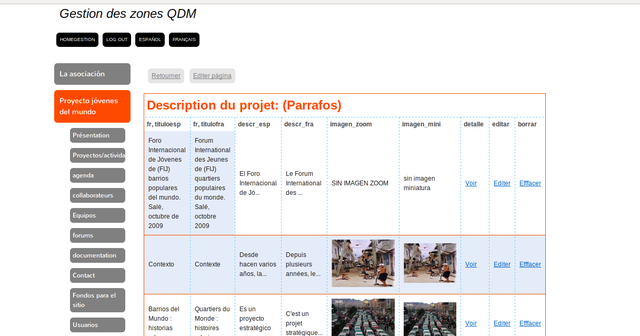 Gestion des zones QDM
HOMEGESTION LOG OUT ESPAÑOL FRANÇAIS
La asociación
Proyecto jóvenes
del mundo
Présentation
Proyectos/activida
agenda
collaborateurs
Equipos
forums
documentation
Contact
Fondos para el
sitio
Usuarios
Retourner Editer página
Description du projet: (Parrafos)
fr, tituloesp fr, titulofra descr_esp descr_fra imagen_zoom imagen_mini detalle editar borrar
Foro
Internacional
de Jóvenes
de (FIJ)
barrios
populares
del mundo.
Salé,
octubre de
2009
Forum
International
des Jeunes
de (FIJ)
quartiers
populaires
du monde.
Salé,
octobre
2009
El Foro
Internacional
de Jó...
Le Forum
International
des ...
SIN IMAGEN ZOOM
sin imagen
miniatura
Voir Editer Efffacer
Contexto
Contexte
Desde
hacen varios
años, la...
Depuis
plusieurs
années, le...
Voir Editer Efffacer
Barrios del
Mundo :
historias
Quartiers du
Monde :
histoires
Es un
proyecto
estratégico
C'est un
projet
stratégique...
Voir Editer Efffacer